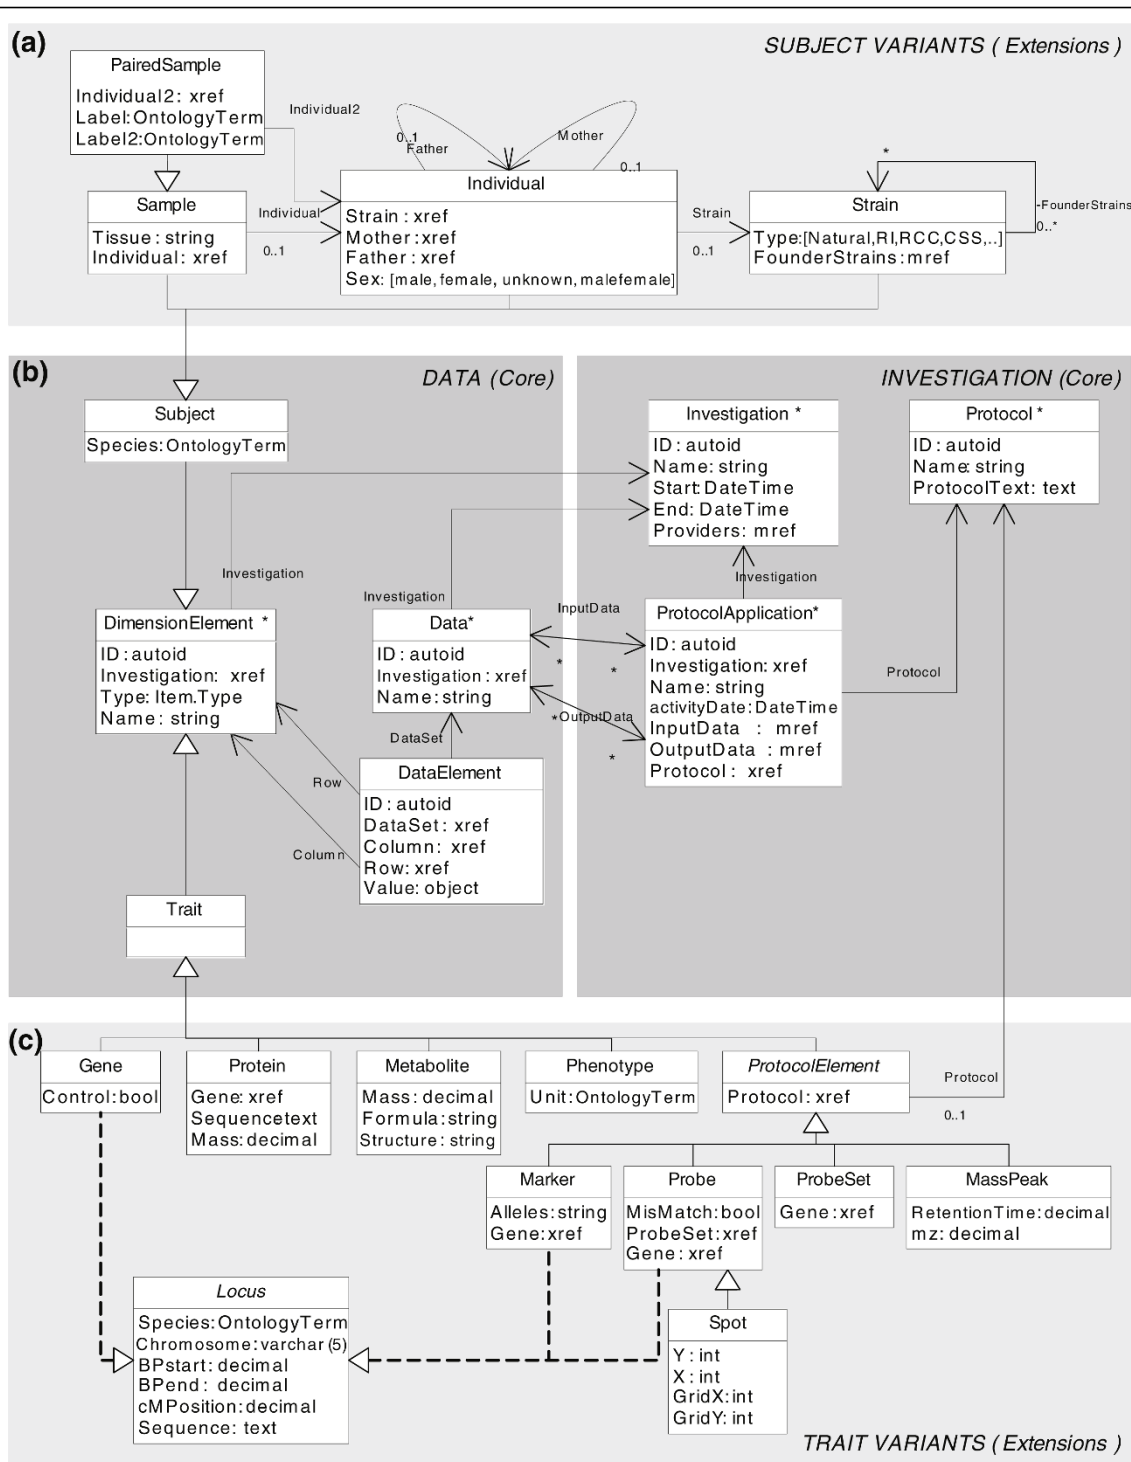 (a)
SUBJECT VARIANTS ( Extensions )
PairedSample
Individual2: xref
Label:OntologyTerm
Label2:OntologyTerm
Individual2
0..1
Father
Mother
0..1
Sample
Tissue: string
Individual: xref
Individual
0..1
Individual
Strain: xref
Mother: xref
Father: xref
Sex: [male, female, unknown, malefemale]
Strain
0..1
*
Strain
Type:[Natural,RI,RCC,CSS,..]
FounderStrains:mref
-FounderStrains
0..*
(b)
DATA (Core)
INVESTIGATION (Core)
Subject
Species:OntologyTerm
Investigation *
ID: autoid
Name: string
Start:DateTime
End: DateTime
Providers: mref
Protocol *
ID: autoid
Name: string
ProtocolText: text
Investigation
Investigation
Investigation
DimensionElement *
ID: autoid
Investigation: xref
Type: Item.Type
Name: string
Data*
ID: autoid
Investigation: xref
Name: string
InputData
*
*
*OutputData
*
ProtocolApplication*
ID: autoid
Investigation: xref
Name: string
activityDate:DateTime
InputData : mref
OutputData : mref
Protocol: xref
Protocol
DataSet
Row
Column
DataElement
ID: autoid
DataSet: xref
Column: xref
Row: xref
Value: object
Trait
(c)
Gene
Control:bool
Protein
Gene: xref
Sequencetext
Mass: decimal
Metabolite
Mass: decimal
Formula:string
Structure: string
Phenotype
Unit:OntologyTerm
ProtocolElement
Protocol: xref
Protocol
0..1
Marker
Alleles:string
Gene:xref
Probe
MisMatch:bool
ProbeSet:xref
Gene: xref
ProbeSet
Gene:xref
MassPeak
RetentionTime:decimal
mz: decimal
Locus
Species:OntologyTerm
Chromosome:varchar(5)
BPstart: decimal
BPend: decimal
cMPosition:decimal
Sequence: text
Spot
Y: int
X: int
GridX:int
GridY: int
TRAIT VARIANTS ( Extensions )